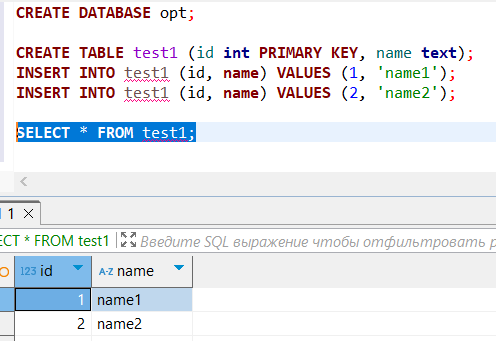 CREATE DATABASE opt;
CREATE TABLE test1 (id int PRIMARY KEY, name text);
INSERT INTO test1 (id, name) VALUES (1, 'name1');
INSERT INTO test1 (id, name) VALUES (2, 'name2');
SELECT * FROM test1;
1
ECT * FROM test1 Введите SQL выражение чтобы отфильтровать
123 id A-Z name
1 name1
2 name2